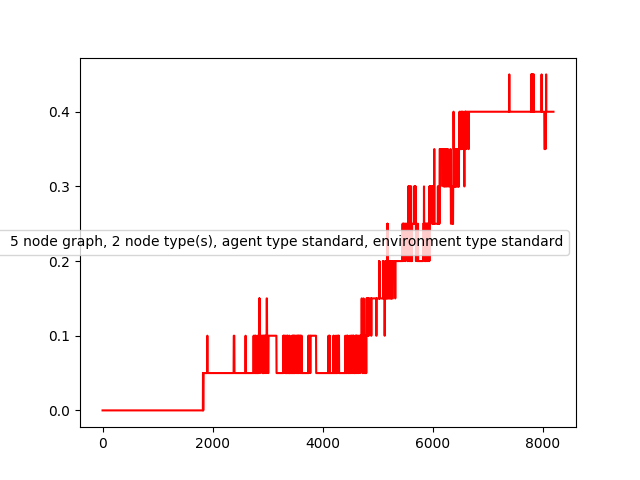 0.4
0.3
5 node graph, 2 node type(s), agent type standard, environment type standard
0.2
0.1
0.0
0 2000 4000 6000 8000